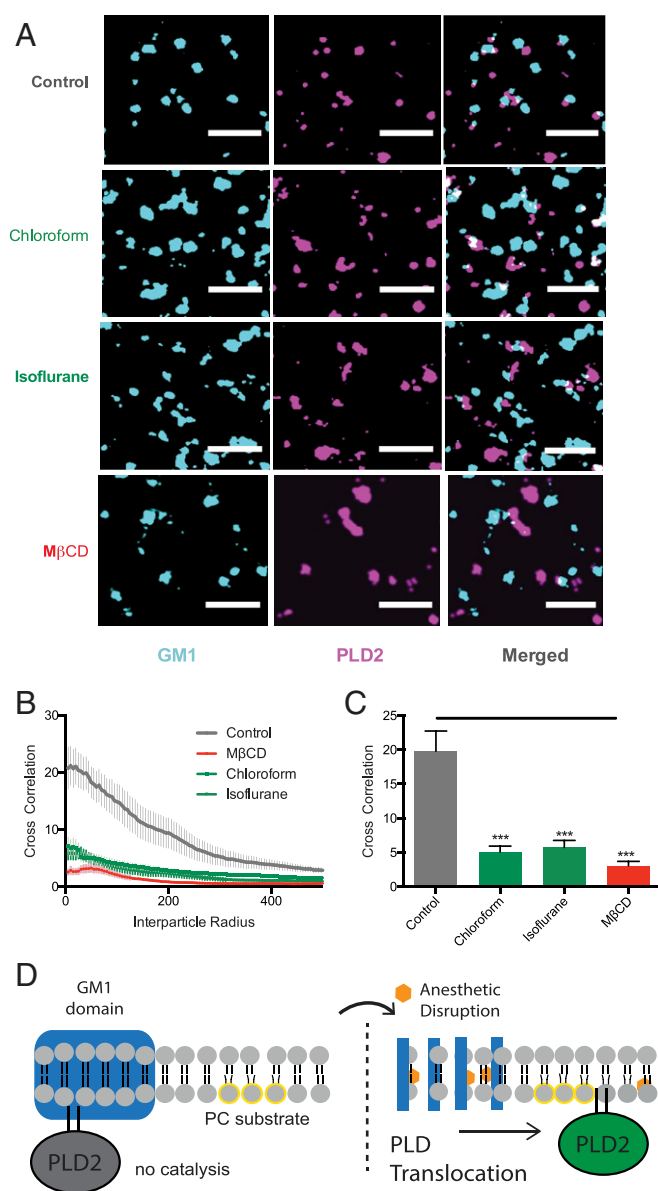 A
Control
Chloroform
Isoflurane
MβCD
GM1 PLD2 Merged
B
30
20
10
0
0 200 400
Cross Correlation
Interparticle Radius
Control
MβCD
Chloroform
Isoflurane
C
25
20
15
10
5
0
Cross Correlation
***
***
***
Control
Chloroform
Isoflurane
MβCD
D
GM1
domain
PC substrate
PLD2
no catalysis
Anesthetic
Disruption
PLD
Translocation
PLD2